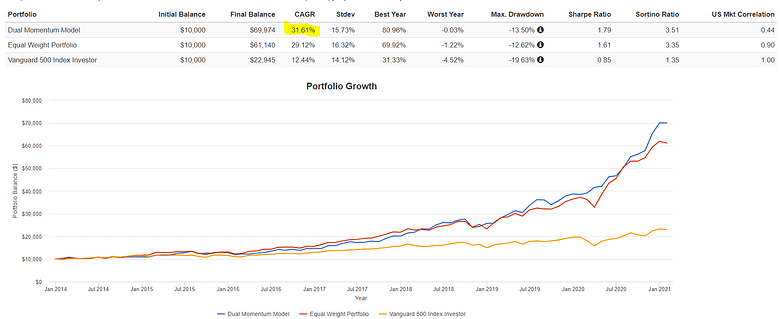 Portfolio Initial Balance Final Balance CAGR Stdev Best Year Worst Year Max. Drawdown Sharpe Ratio Sortino Ratio US Mkt Correlation
Dual Momentum Model $10,000 $69,974 31.61% 15.73% 80.96% -0.03% -13.50% 1.79 3.51 0.44
Equal Weight Portfolio $10,000 $61,140 29.12% 16.32% 69.92% -1.22% -12.62% 1.61 3.35 0.90
Vanguard 500 Index Investor $10,000 $22,945 12.44% 14.12% 31.33% -4.52% -19.63% 0.85 1.35 1.00
Portfolio Growth
$80,000
$70,000
$60,000
$50,000
$40,000
$30,000
$20,000
$10,000
$0
Portfolio Balance ($)
Jan 2014 Jul 2014 Jan 2015 Jul 2015 Jan 2016 Jul 2016 Jan 2017 Jul 2017 Jan 2018 Jul 2018 Jan 2019 Jul 2019 Jan 2020 Jul 2020 Jan 2021
Year
Dual Momentum Model Equal Weight Portfolio Vanguard 500 Index Investor